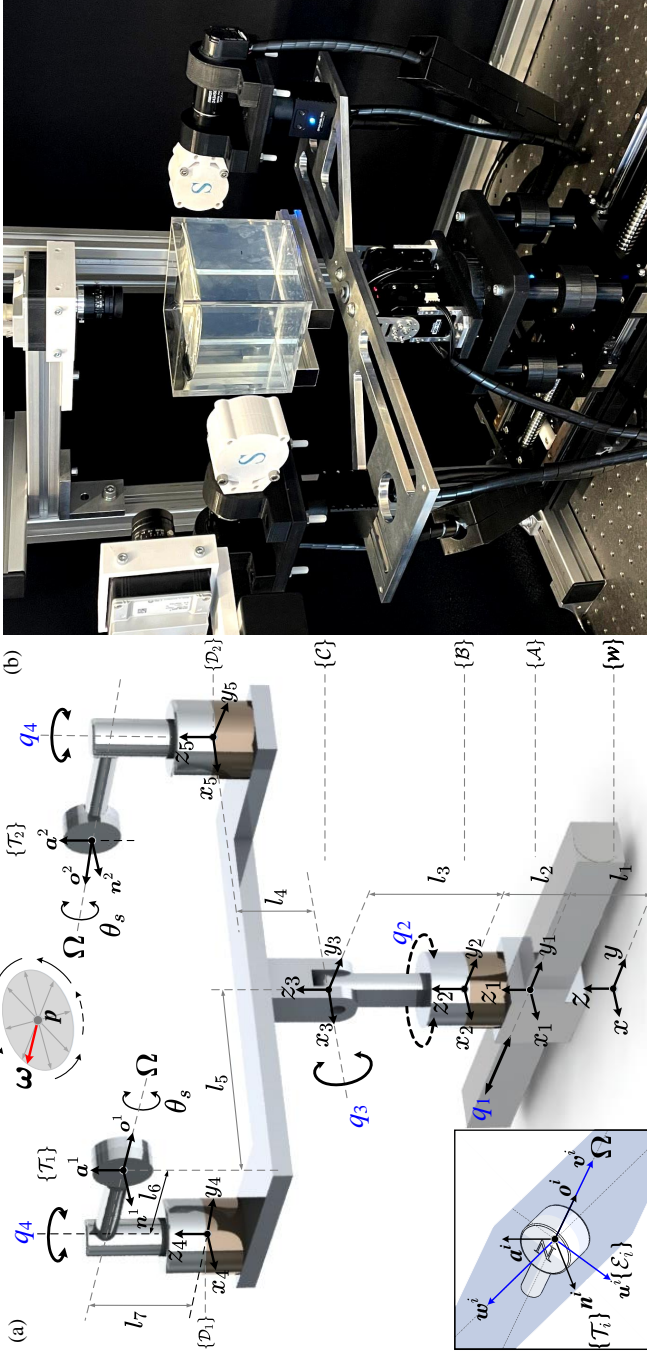 (a)
q₄
{𝒯₁}
a¹
n¹
o¹
Ω
θₛ
ω
p
{𝒯₂}
a²
o²
n²
Ω
θₛ
q₄
l₇
l₆
z₄
x₄
y₄
{𝒟₁}
l₅
l₄
z₅
x₅
y₅
{𝒟₂}
q₃
z₃
x₃
y₃
{𝒞}
l₃
q₂
z₂
x₂
y₂
{ℬ}
q₁
z₁
x₁
y₁
l₂
{𝒜}
z
x
y
l₁
{w}
wⁱ
aⁱ
oⁱ
vⁱ
Ω
nⁱ
uⁱ
{𝒯ᵢ}
{ℰᵢ}
(b)
S
S